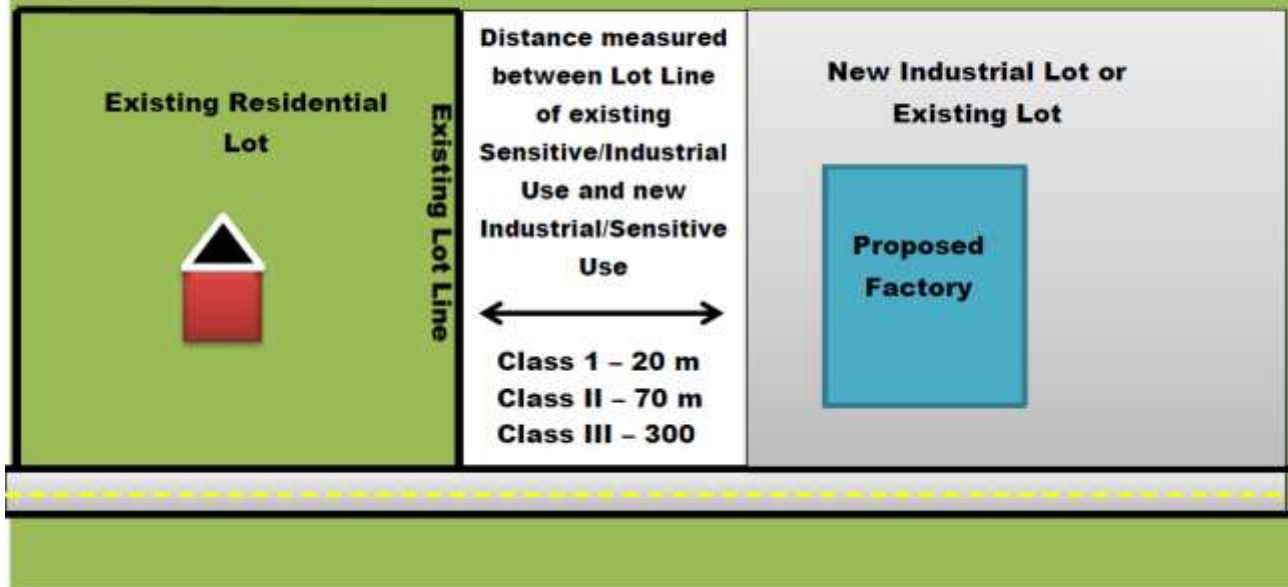 Existing Residential
Lot
Existing Lot Line
Distance measured
between Lot Line
of existing
Sensitive/Industrial
Use and new
Industrial/Sensitive
Use
Class 1 – 20 m
Class II – 70 m
Class III – 300
New Industrial Lot or
Existing Lot
Proposed
Factory